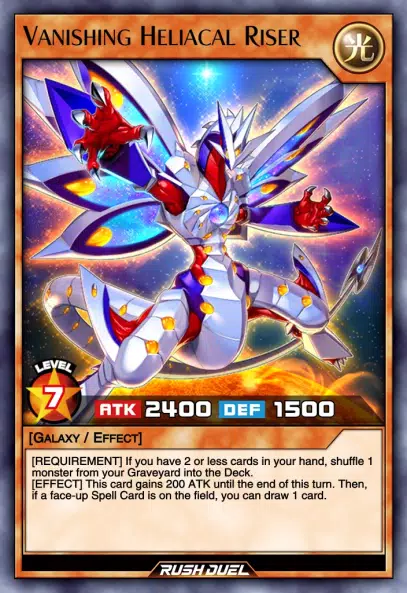 Vanishing Heliacal Riser
光
LEVEL
7
ATK 2400 DEF 1500
[Galaxy / Effect]
[REQUIREMENT] If you have 2 or less cards in your hand, shuffle 1
monster from your Graveyard into the Deck.
[EFFECT] This card gains 200 ATK until the end of this turn. Then,
if a face-up Spell Card is on the field, you can draw 1 card.
RUSH DUEL